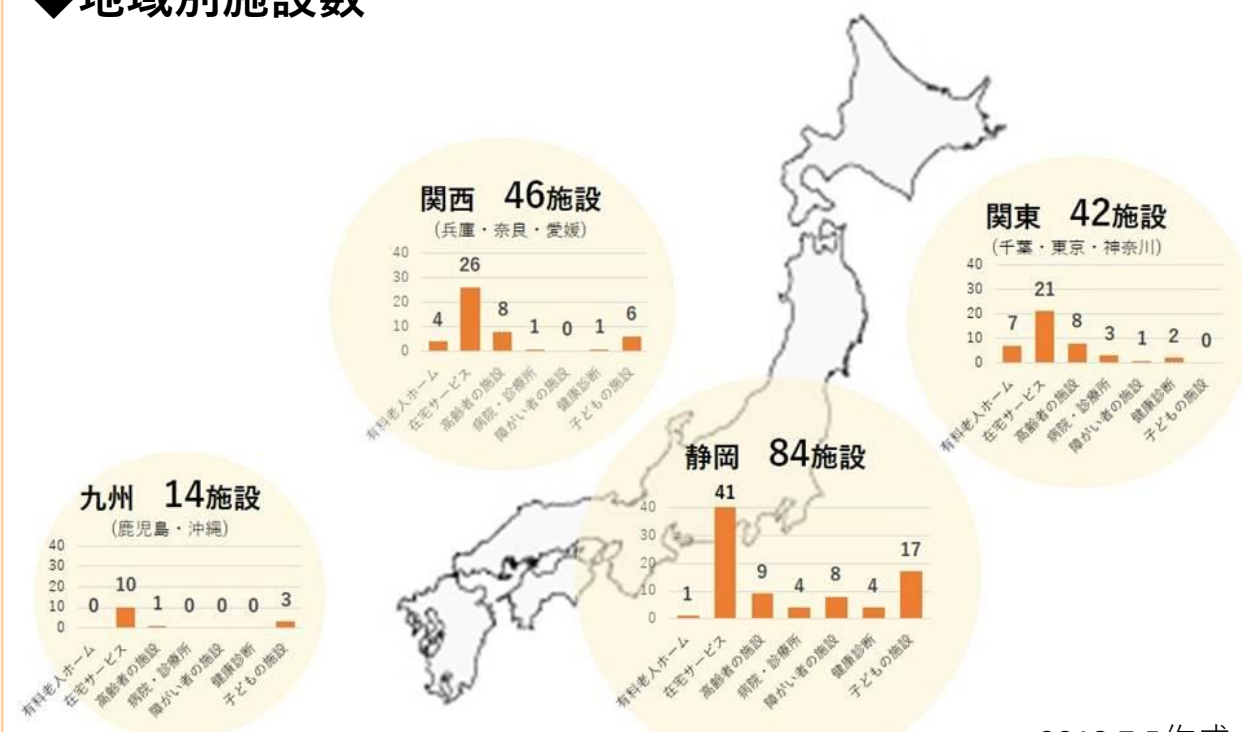 ◆地域別施設数
関西 46施設
(兵庫・奈良・愛媛)
40
30
20
10
0
4
26
8
1
0
1
6
有料老人ホーム
在宅サービス
高齢者の施設
病院・診療所
障がい者の施設
健康診断
子どもの施設
関東 42施設
(千葉・東京・神奈川)
40
30
20
10
0
7
21
8
3
1
2
0
有料老人ホーム
在宅サービス
高齢者の施設
病院・診療所
障がい者の施設
健康診断
子どもの施設
九州 14施設
(鹿児島・沖縄)
40
30
20
10
0
0
10
1
0
0
0
3
有料老人ホーム
在宅サービス
高齢者の施設
病院・診療所
障がい者の施設
健康診断
子どもの施設
静岡 84施設
40
30
20
10
0
1
41
9
4
8
4
17
有料老人ホーム
在宅サービス
高齢者の施設
病院・診療所
障がい者の施設
健康診断
子どもの施設
作成